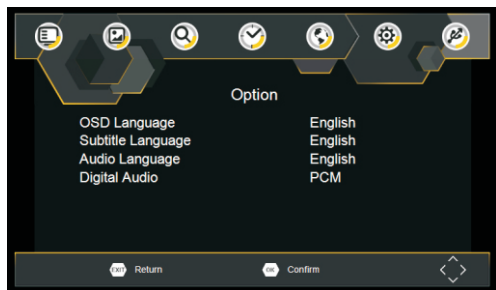 Option
OSD Language English
Subtitle Language English
Audio Language English
Digital Audio PCM
EXIT Return OK Confirm